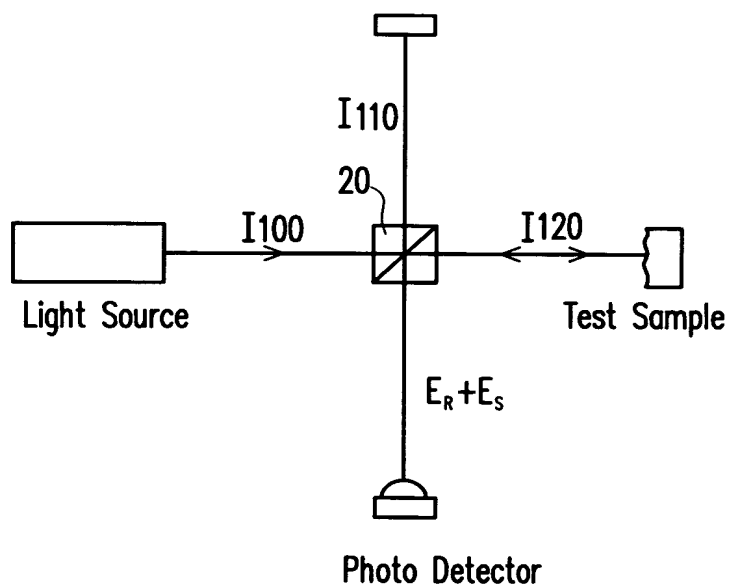 I110
20
I100
I120
Light Source
Test Sample
E_R+E_S
Photo Detector